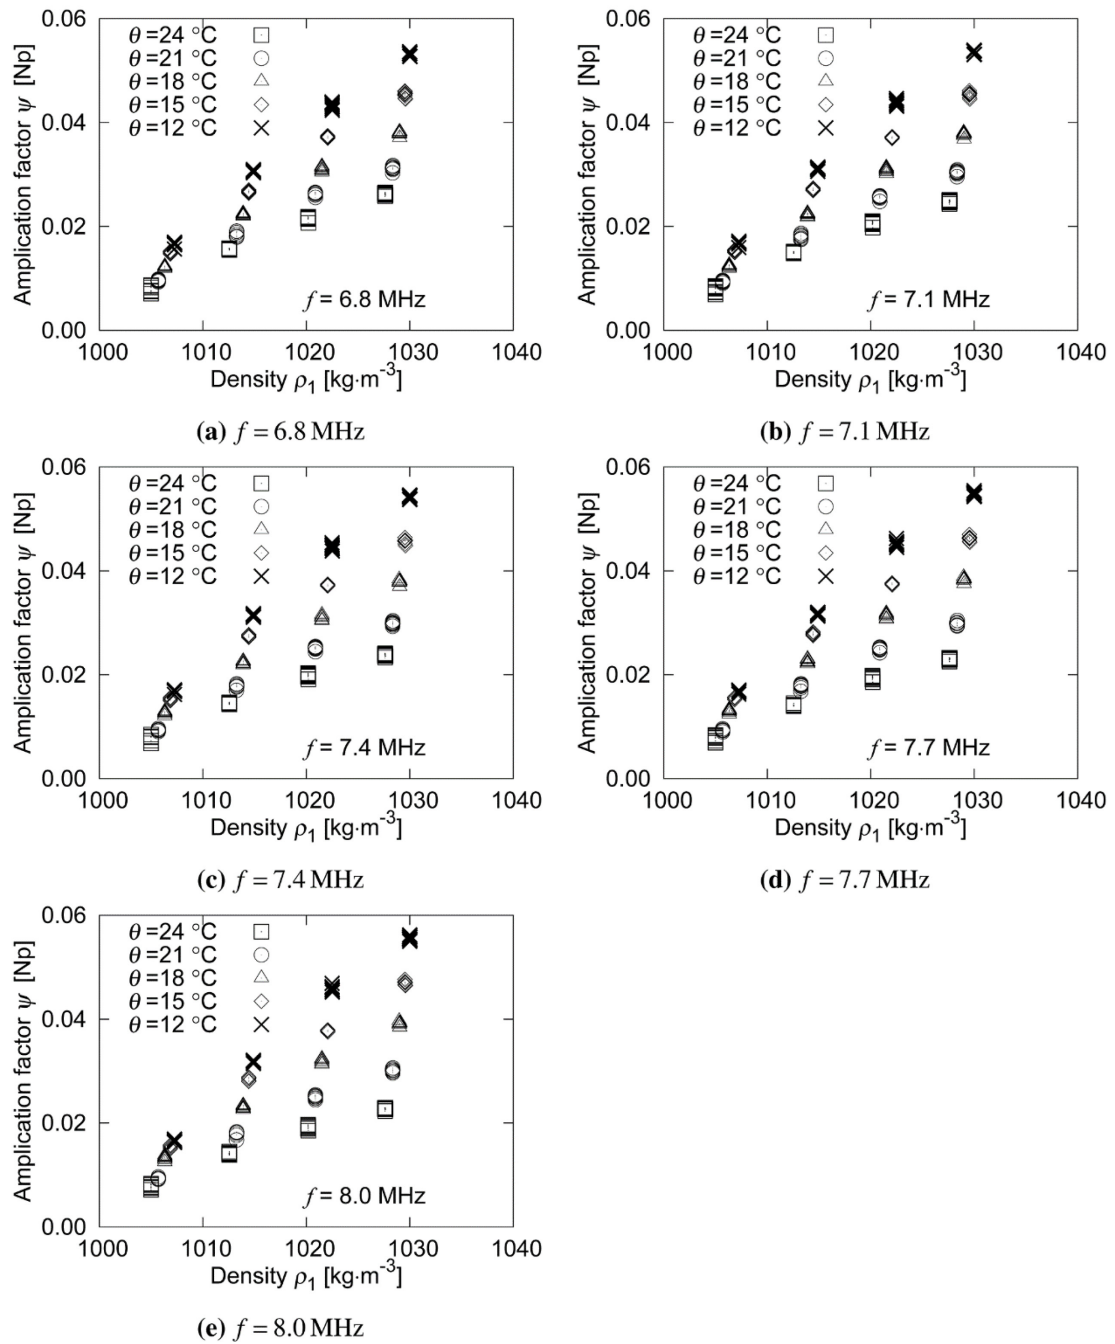 0.06
0.04
0.02
0.00
Amplication factor ψ [Np]
θ=24 °C
θ=21 °C
θ=18 °C
θ=15 °C
θ=12 °C
f = 6.8 MHz
1000 1010 1020 1030 1040
Density ρ1 [kg·m-3]
(a) f = 6.8 MHz
0.06
0.04
0.02
0.00
Amplication factor ψ [Np]
θ=24 °C
θ=21 °C
θ=18 °C
θ=15 °C
θ=12 °C
f = 7.1 MHz
1000 1010 1020 1030 1040
Density ρ1 [kg·m-3]
(b) f = 7.1 MHz
0.06
0.04
0.02
0.00
Amplication factor ψ [Np]
θ=24 °C
θ=21 °C
θ=18 °C
θ=15 °C
θ=12 °C
f = 7.4 MHz
1000 1010 1020 1030 1040
Density ρ1 [kg·m-3]
(c) f = 7.4 MHz
0.06
0.04
0.02
0.00
Amplication factor ψ [Np]
θ=24 °C
θ=21 °C
θ=18 °C
θ=15 °C
θ=12 °C
f = 7.7 MHz
1000 1010 1020 1030 1040
Density ρ1 [kg·m-3]
(d) f = 7.7 MHz
0.06
0.04
0.02
0.00
Amplication factor ψ [Np]
θ=24 °C
θ=21 °C
θ=18 °C
θ=15 °C
θ=12 °C
f = 8.0 MHz
1000 1010 1020 1030 1040
Density ρ1 [kg·m-3]
(e) f = 8.0 MHz